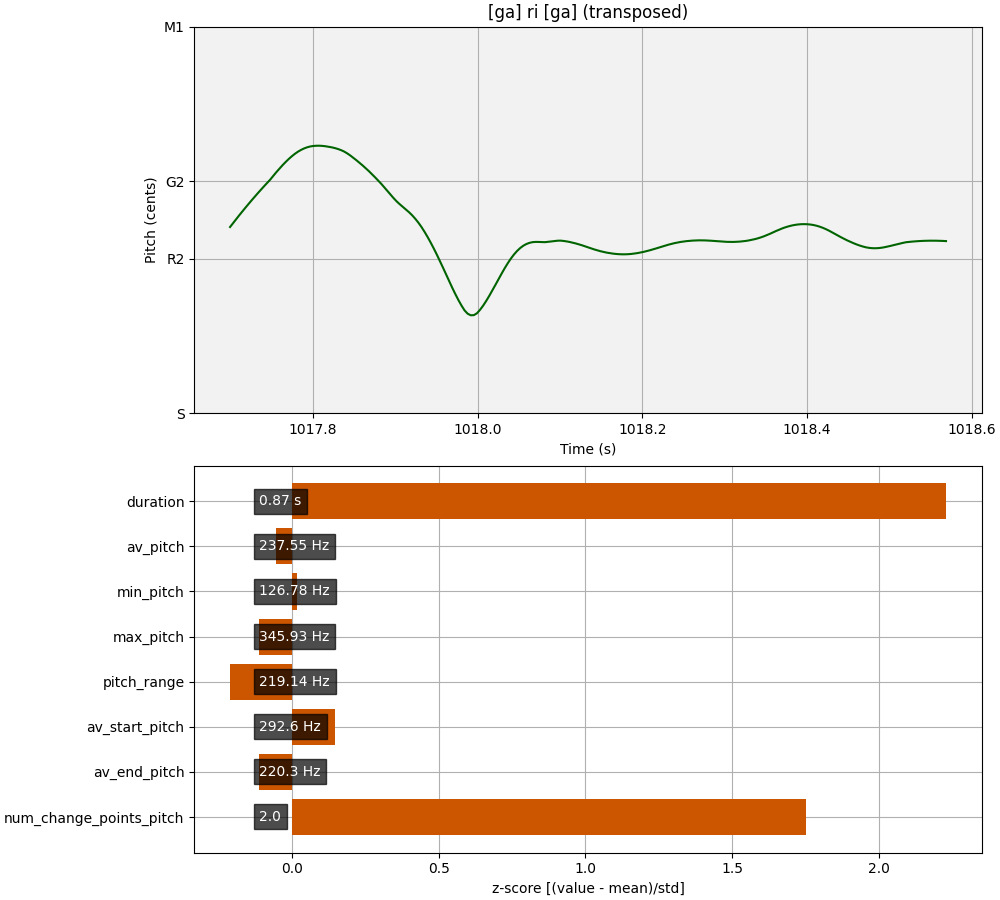 [ga] ri [ga] (transposed)
M1
G2
R2
S
Pitch (cents)
1017.8 1018.0 1018.2 1018.4 1018.6
Time (s)
duration 0.87 s
av_pitch 237.55 Hz
min_pitch 126.78 Hz
max_pitch 345.93 Hz
pitch_range 219.14 Hz
av_start_pitch 292.6 Hz
av_end_pitch 220.3 Hz
num_change_points_pitch 2.0
0.0 0.5 1.0 1.5 2.0
z-score [(value - mean)/std]